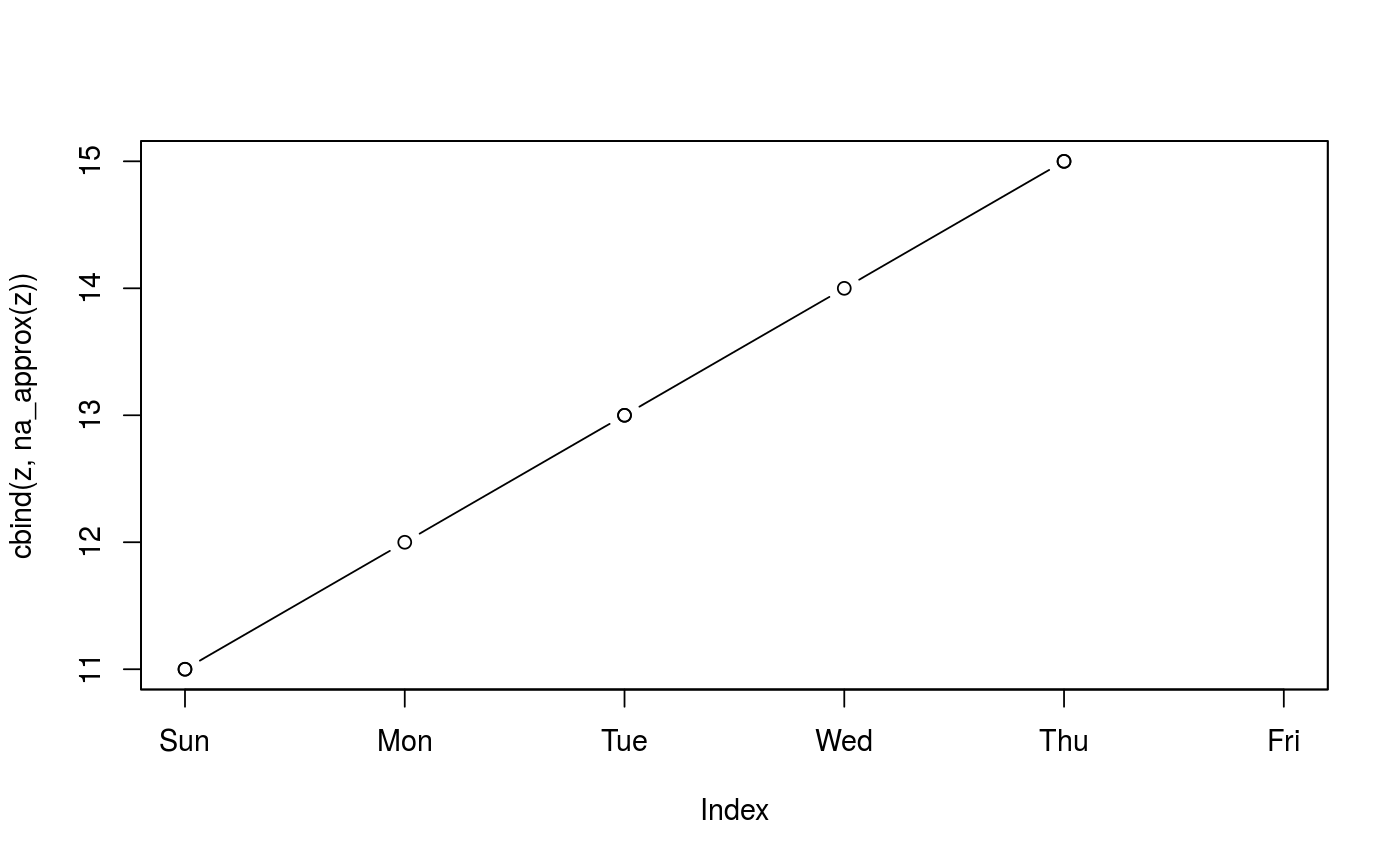 cbind(z, na_approx(z))
15
14
13
12
11
Sun Mon Tue Wed Thu Fri
Index